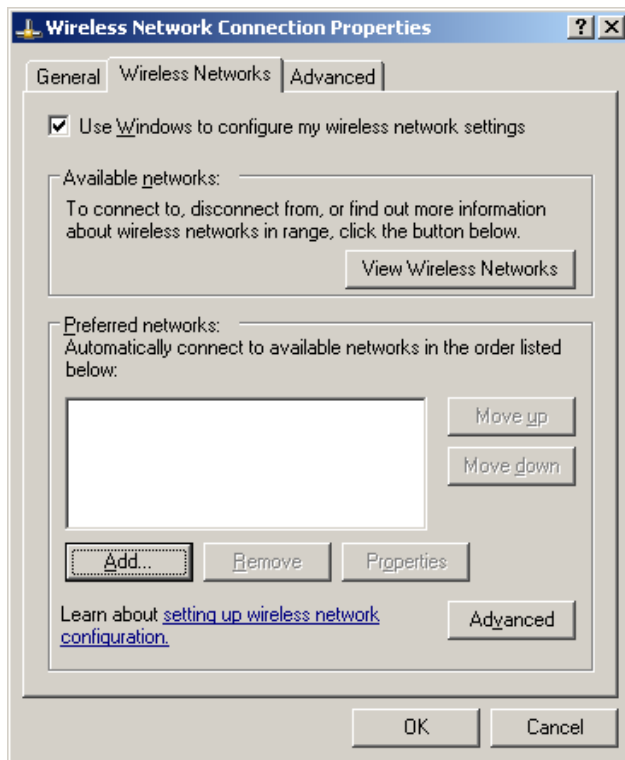 Wireless Network Connection Properties
General Wireless Networks Advanced
Use Windows to configure my wireless network settings
Available networks:
To connect to, disconnect from, or find out more information
about wireless networks in range, click the button below.
View Wireless Networks
Preferred networks:
Automatically connect to available networks in the order listed
below:
Move up
Move down
Add... Remove Properties
Learn about setting up wireless network
configuration.
Advanced
OK Cancel